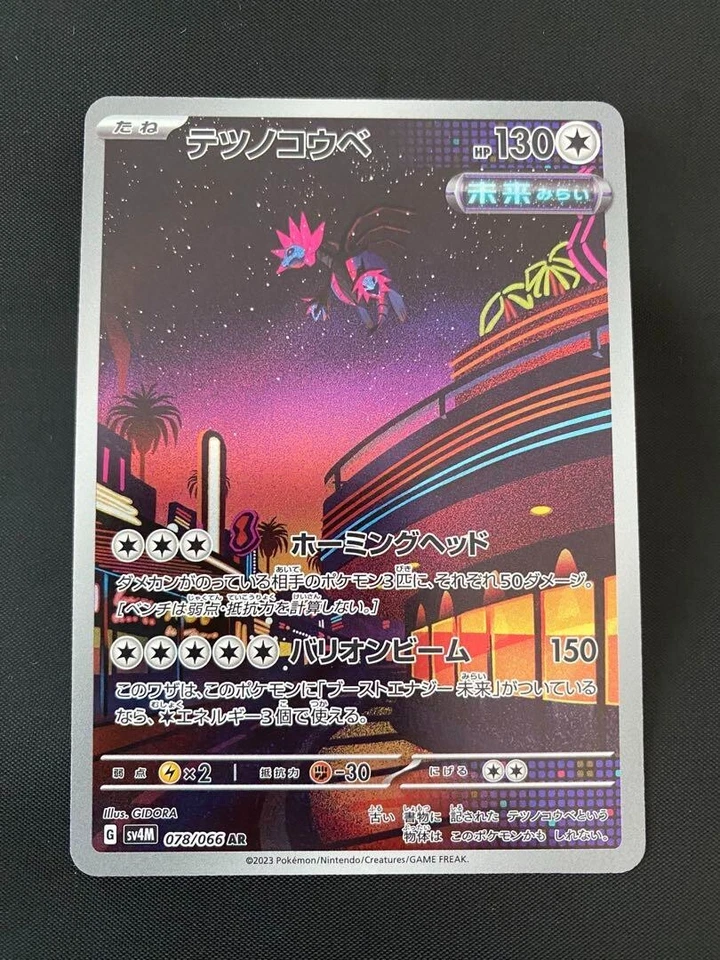 たね テツノコウベ HP130
未来みらい
ホーミングヘッド
ダメカンがのっている相手のポケモン3匹に、それぞれ50ダメージ。
[ベンチは弱点・抵抗力を計算しない。]
バリオンビーム 150
このワザは、このポケモンに「ブーストエナジー 未来」がついている
なら、エネルギー3個で使える。
弱点 ×2 抵抗力 -30 にげる
Illus. GIDORA
古い 書物に 記された テツノコウベという
物体は このポケモンかも しれない。
G sv4M 078/066 AR
©2023 Pokémon/Nintendo/Creatures/GAME FREAK.